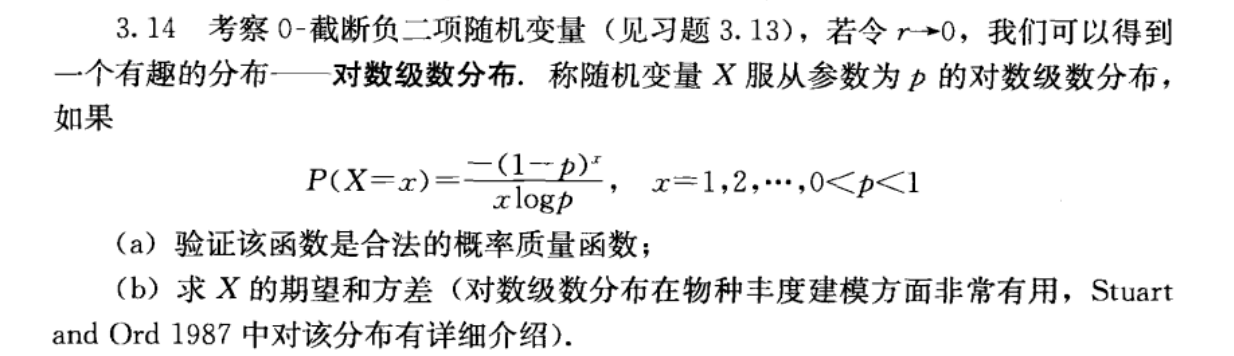 3.14 考察 0-截断负二项随机变量（见习题 3.13），若令 r→0，我们可以得到
一个有趣的分布——对数级数分布. 称随机变量 X 服从参数为 p 的对数级数分布，
如果
P(X=x)=\frac{-(1-p)^x}{x\log p}, x=1,2,⋯,0<p<1
（a）验证该函数是合法的概率质量函数；
（b）求 X 的期望和方差（对数级数分布在物种丰度建模方面非常有用，Stuart
and Ord 1987 中对该分布有详细介绍）.